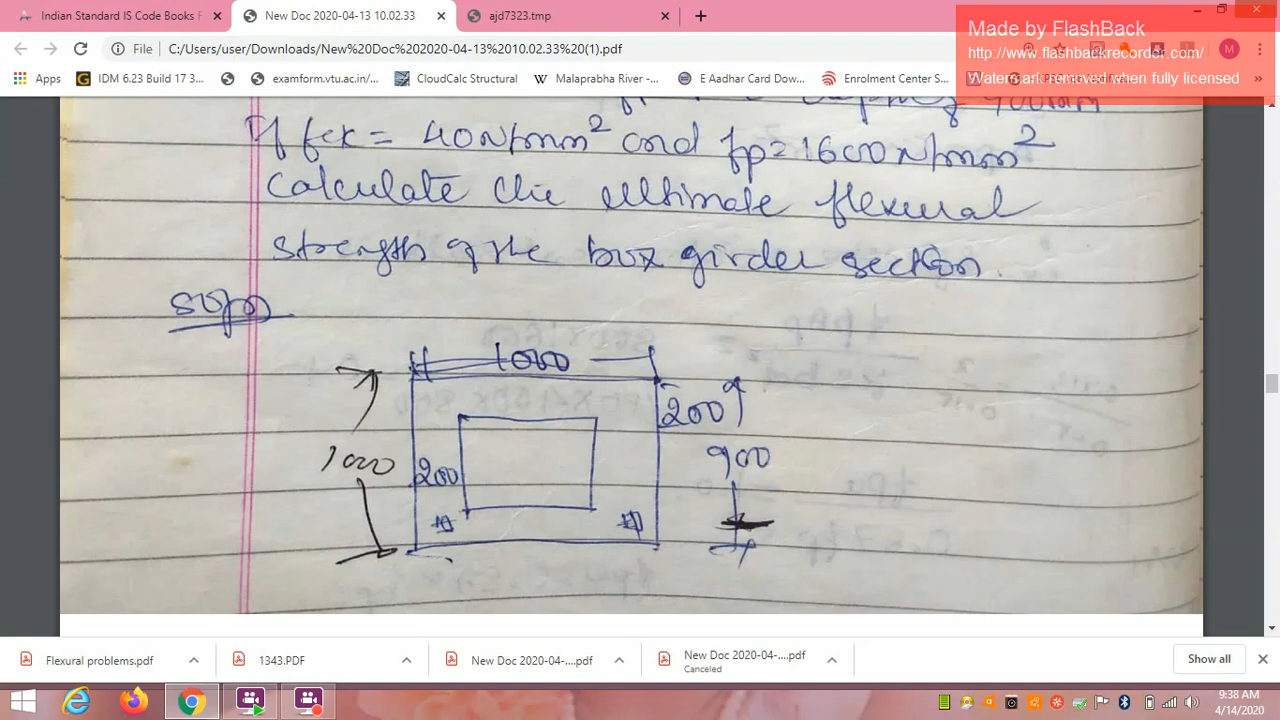 Indian Standard IS Code Books F
New Doc 2020-04-13 10.02.33
ajd7323.tmp
Made by FlashBack
http://www.flashbackrecorder.com/
Watermark removed when fully licensed
File
C:/Users/user/Downloads/New%20Doc%202020-04-13%2010.02.33%20(1).pdf
M
Apps
IDM 6.23 Build 17 3...
examform.vtu.ac.in/...
CloudCalc Structural
Malaprabha River -...
E Aadhar Card Dow...
Enrolment Center S...
If fck = 40N/mm² and fp=1600N/mm²
Calculate the ultimate flexural
strength of the box girder section.
soln
1000
200
900
1000
200
Flexural problems.pdf
1343.PDF
New Doc 2020-04-....pdf
New Doc 2020-04-....pdf
Canceled
Show all
9:38 AM
4/14/2020